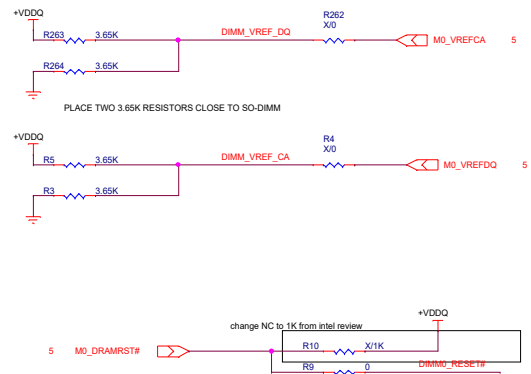 +VDDQ
R263 3.65K
DIMM_VREF_DQ
R262
X/0
M0_VREFCA 5
R264 3.65K
PLACE TWO 3.65K RESISTORS CLOSE TO SO-DIMM
+VDDQ
R5 3.65K
DIMM_VREF_CA
R4
X/0
M0_VREFDQ 5
R3 3.65K
+VDDQ
change NC to 1K from intel review
5 M0_DRAMRST#
R10 X/1K
R9 0 DIMM0_RESET#